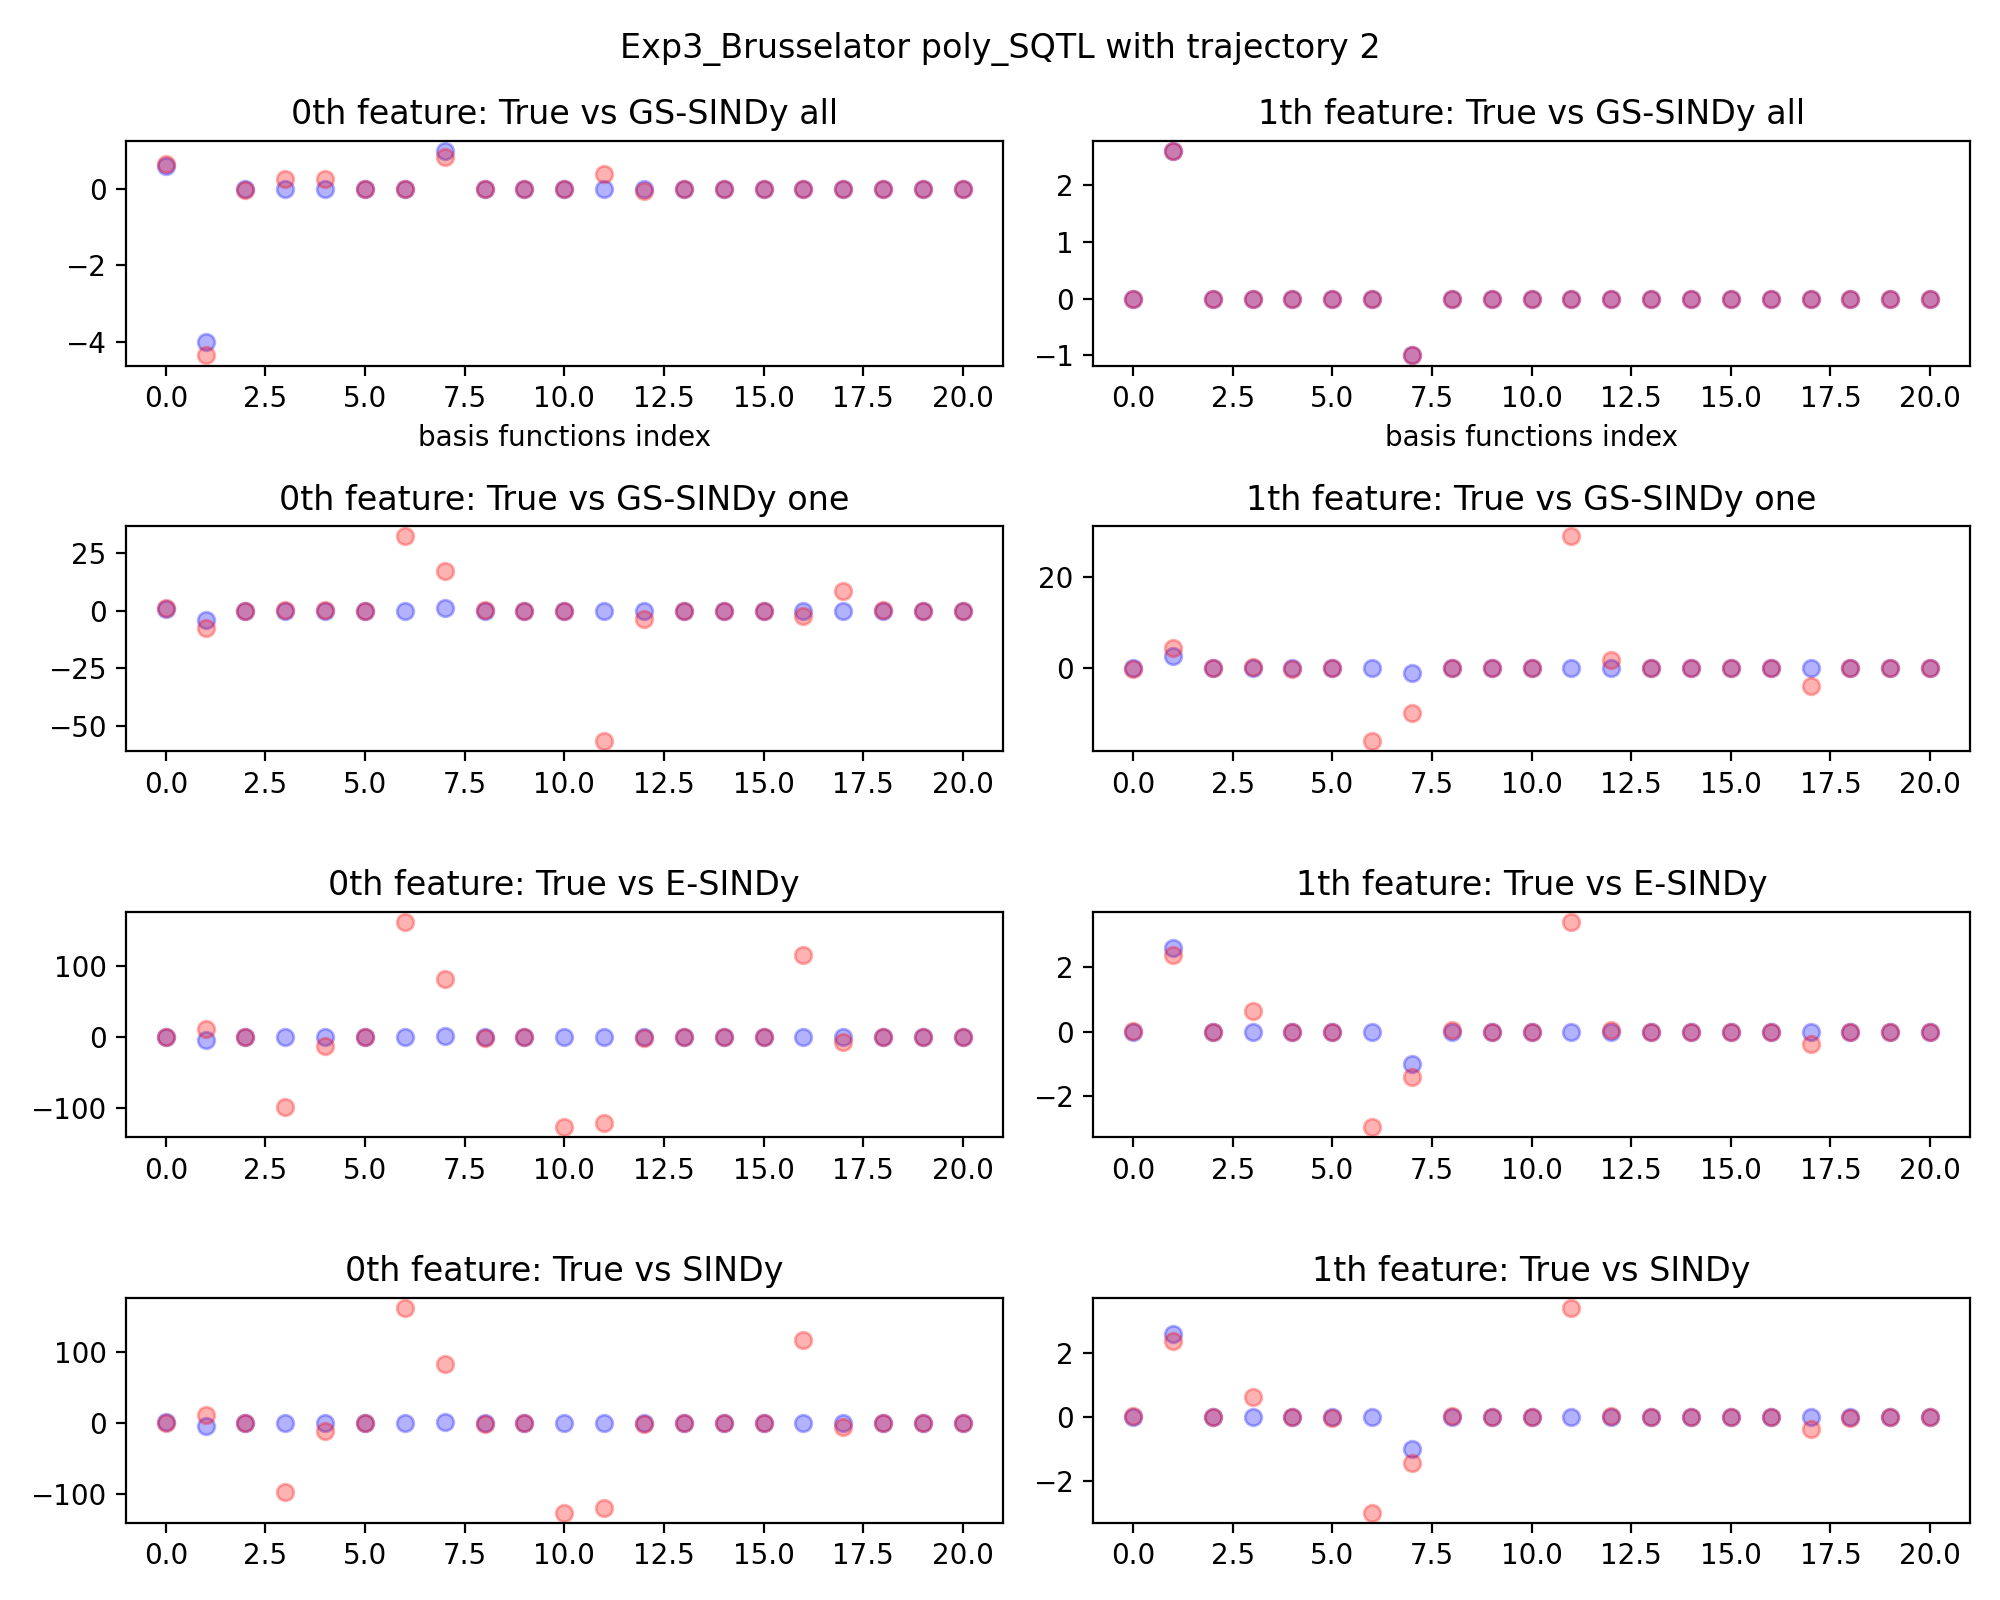 Exp3_Brusselator poly_SQTL with trajectory 2
0th feature: True vs GS-SINDy all
0
−2
−4
0.0 2.5 5.0 7.5 10.0 12.5 15.0 17.5 20.0
basis functions index
1th feature: True vs GS-SINDy all
2
1
0
−1
0.0 2.5 5.0 7.5 10.0 12.5 15.0 17.5 20.0
basis functions index
0th feature: True vs GS-SINDy one
25
0
−25
−50
0.0 2.5 5.0 7.5 10.0 12.5 15.0 17.5 20.0
1th feature: True vs GS-SINDy one
20
0
0.0 2.5 5.0 7.5 10.0 12.5 15.0 17.5 20.0
0th feature: True vs E-SINDy
100
0
−100
0.0 2.5 5.0 7.5 10.0 12.5 15.0 17.5 20.0
1th feature: True vs E-SINDy
2
0
−2
0.0 2.5 5.0 7.5 10.0 12.5 15.0 17.5 20.0
0th feature: True vs SINDy
100
0
−100
0.0 2.5 5.0 7.5 10.0 12.5 15.0 17.5 20.0
1th feature: True vs SINDy
2
0
−2
0.0 2.5 5.0 7.5 10.0 12.5 15.0 17.5 20.0